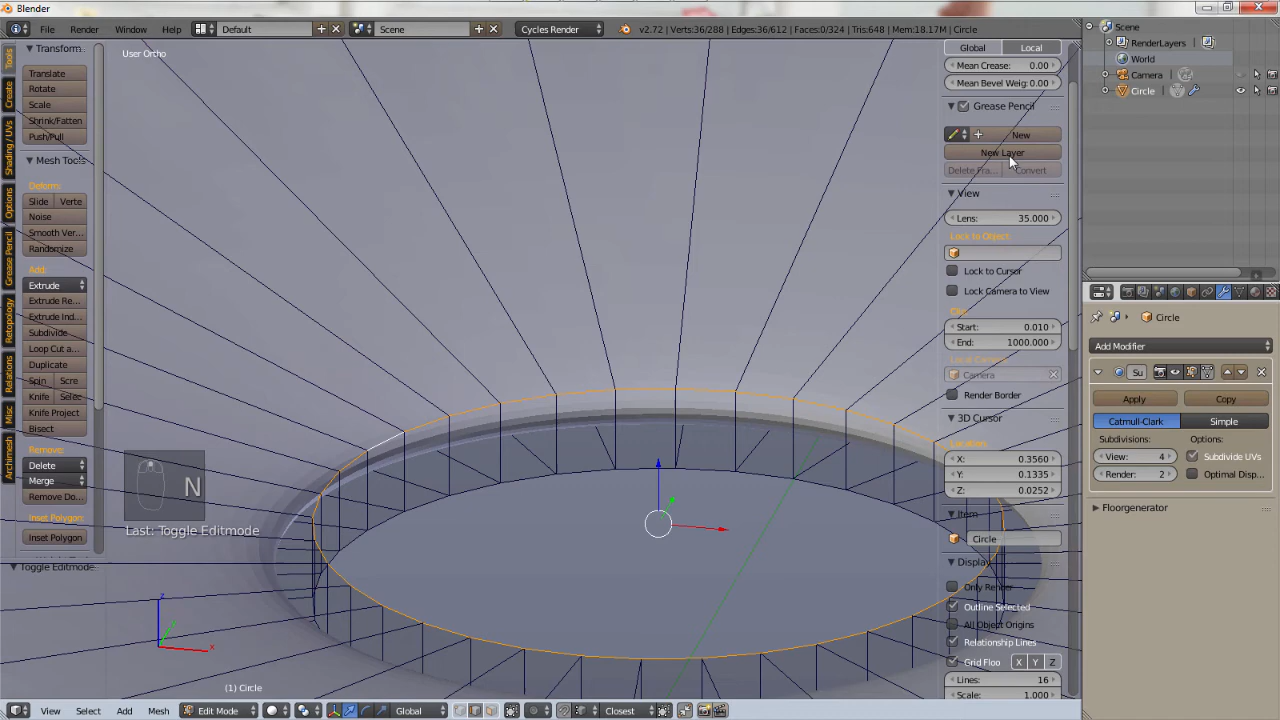 Blender
File
Render
Window
Help
Default
Scene
Cycles Render
v2.72 | Verts:36/288 | Edges:36/612 | Faces:0/324 | Tris:648 | Mem:18.17M | Circle
User Ortho
Tools
Create
Shading / UVs
Options
Grease Pencil
Retopology
Relations
Misc
Archimesh
Transform
Translate
Rotate
Scale
Shrink/Fatten
Push/Pull
Mesh Tools
Deform:
Slide
Verte
Noise
Smooth Ver...
Randomize
Add:
Extrude
Extrude Re...
Extrude Ind...
Subdivide
Loop Cut a...
Duplicate
Spin
Scre
Knife
Selec
Knife Project
Bisect
Remove:
Delete
Merge
Remove Do...
Inset Polygon:
Inset Polygon
Toggle Editmode
N
Last: Toggle Editmode
z
y
x
(1) Circle
Global
Local
Mean Crease: 0.00
Mean Bevel Weig: 0.00
Grease Pencil
New
New Layer
Delete Fra...
Convert
View
Lens: 35.000
Lock to Object:
Lock to Cursor
Lock Camera to View
Start: 0.010
End: 1000.000
Local Camera:
Camera
Render Border
3D Cursor
Location:
X: 0.3560
Y: 0.1335
Z: 0.0252
Item
Circle
Display
Only Render
Outline Selected
All Object Origins
Relationship Lines
Grid Floo
X
Y
Z
Lines: 16
Scale: 1.000
Scene
RenderLayers
World
Camera
Circle
Circle
Add Modifier
Su
Apply
Copy
Catmull-Clark
Simple
Subdivisions:
Options:
View: 4
Subdivide UVs
Render: 2
Optimal Disp...
Floorgenerator
View
Select
Add
Mesh
Edit Mode
Global
Closest